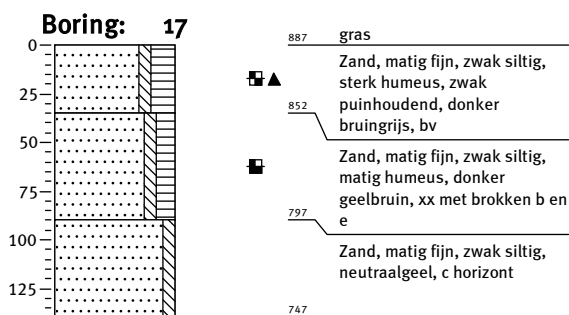 Boring: 17
0
25
50
75
100
125
887 gras
Zand, matig fijn, zwak siltig,
sterk humeus, zwak
puinhoudend, donker
bruingrijs, bv
852
Zand, matig fijn, zwak siltig,
matig humeus, donker
geelbruin, xx met brokken b en
e
797
Zand, matig fijn, zwak siltig,
neutraalgeel, c horizont
747